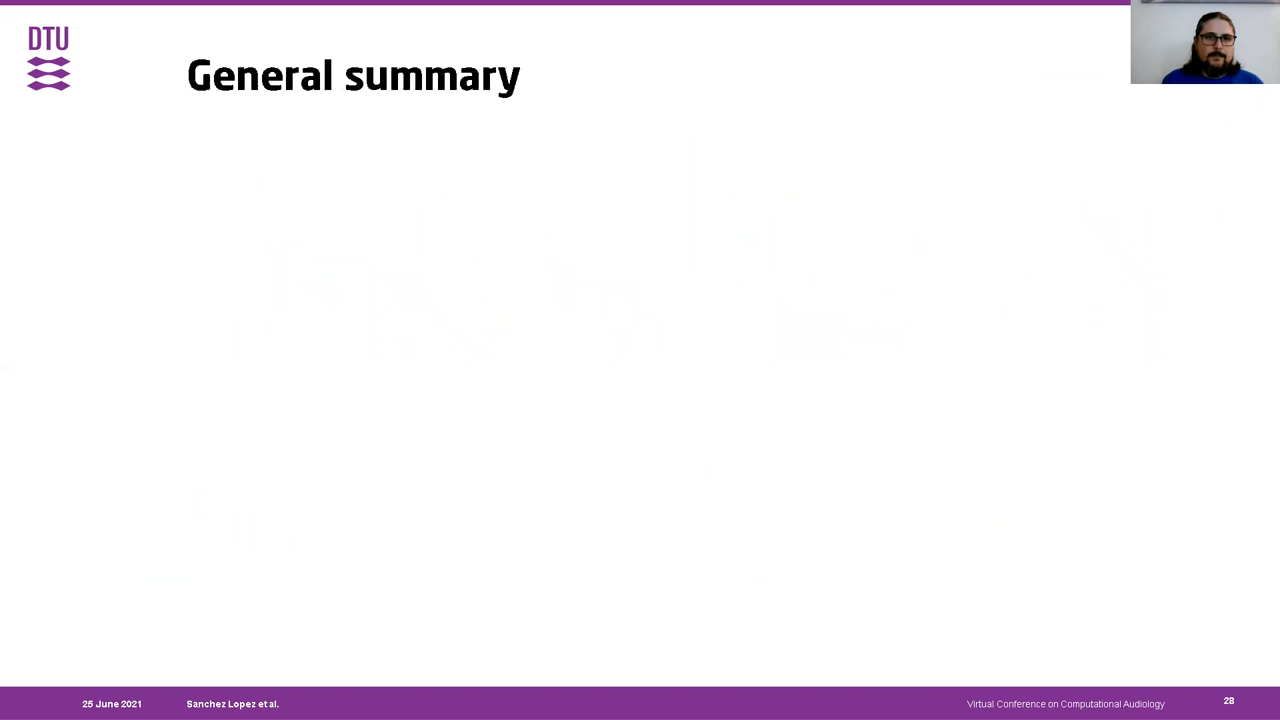 DTU
General summary
25 June 2021
Sanchez Lopez et al.
Virtual Conference on Computational Audiology
28